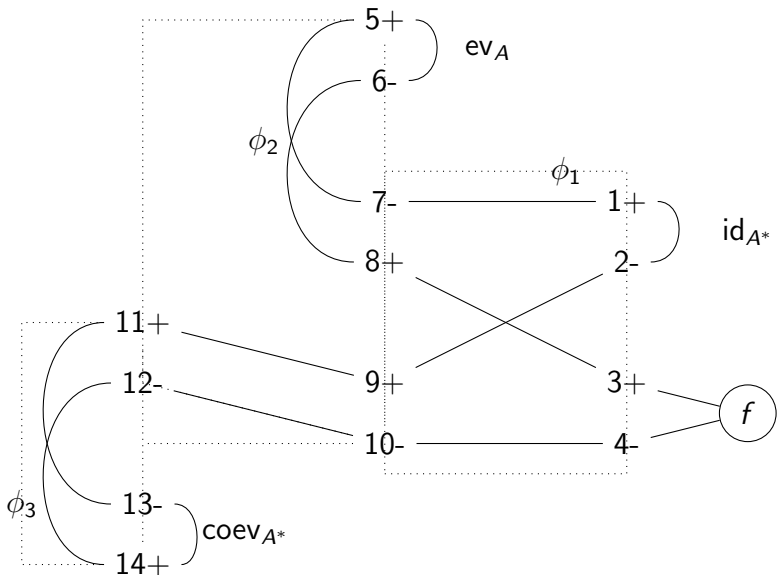 5+
ev_A
6-
ϕ_2
ϕ_1
7-
1+
id_{A*}
8+
2-
11+
9+
3+
12-
f
10-
4-
ϕ_3
13-
coev_{A*}
14+